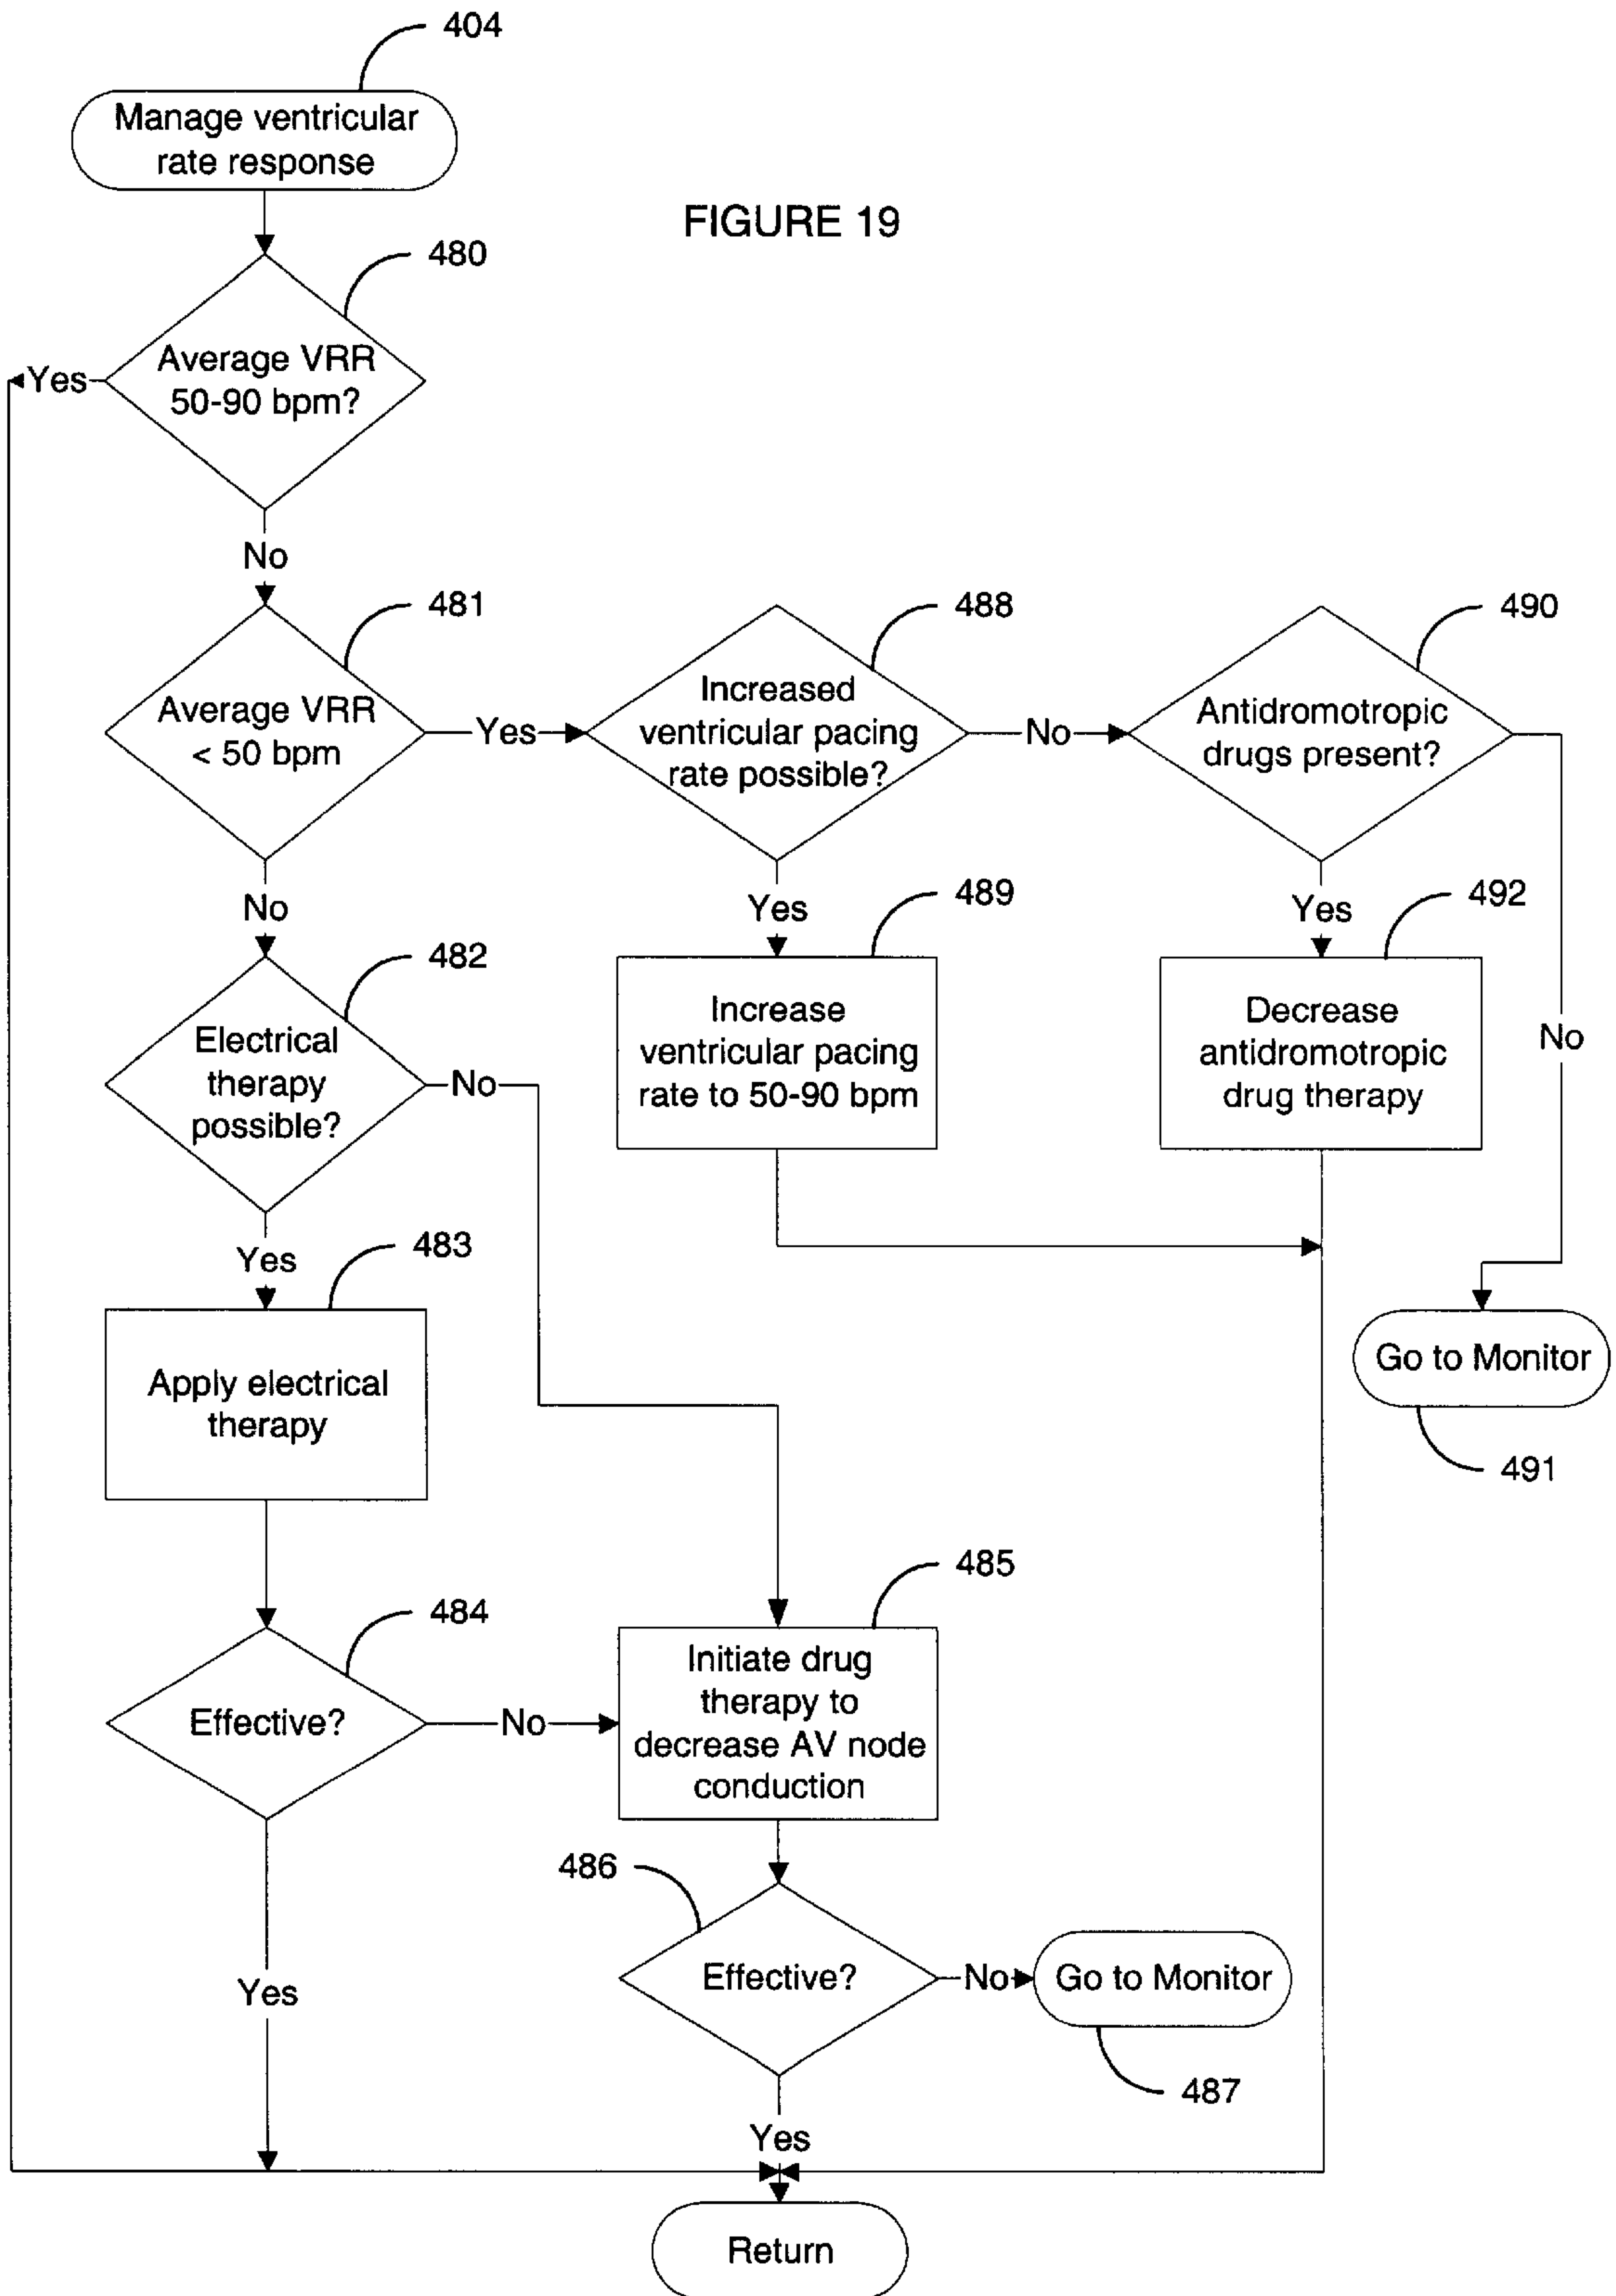 404
Manage ventricular
rate response
FIGURE 19
480
Average VRR
50-90 bpm?
Yes
No
481
Average VRR
< 50 bpm
Yes
488
Increased
ventricular pacing
rate possible?
No
490
Antidromotropic
drugs present?
No
482
Electrical
therapy
possible?
No
Yes
489
Increase
ventricular pacing
rate to 50-90 bpm
Yes
492
Decrease
antidromotropic
drug therapy
No
Yes
483
Apply electrical
therapy
Go to Monitor
491
484
Effective?
No
485
Initiate drug
therapy to
decrease AV node
conduction
486
Effective?
No
Go to Monitor
487
Yes
Yes
Return